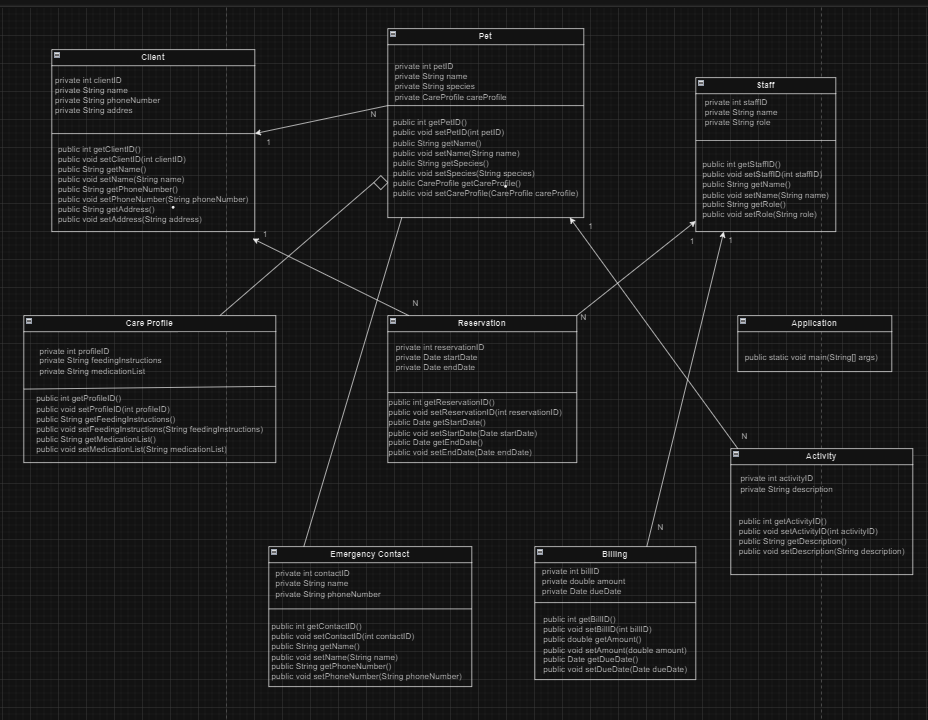 Client
private int clientID
private String name
private String phoneNumber
private String addres
public int getClientID()
public void setClientID(int clientID)
public String getName()
public void setName(String name)
public String getPhoneNumber()
public void setPhoneNumber(String phoneNumber)
public String getAddress()
public void setAddress(String address)
Pet
private int petID
private String name
private String species
private CareProfile careProfile
public int getPetID()
public void setPetID(int petID)
public String getName()
public void setName(String name)
public String getSpecies()
public void setSpecies(String species)
public CareProfile getCareProfile()
public void setCareProfile(CareProfile careProfile)
Staff
private int staffID
private String name
private String role
public int getStaffID()
public void setStaffID(int staffID)
public String getName()
public void setName(String name)
public String getRole()
public void setRole(String role)
N
1
1
N
1
N
1
1
N
N
Care Profile
private int profileID
private String feedingInstructions
private String medicationList
public int getProfileID()
public void setProfileID(int profileID)
public String getFeedingInstructions()
public void setFeedingInstructions(String feedingInstructions)
public String getMedicationList()
public void setMedicationList(String medicationList)
Reservation
private int reservationID
private Date startDate
private Date endDate
public int getReservationID()
public void setReservationID(int reservationID)
public Date getStartDate()
public void setStartDate(Date startDate)
public Date getEndDate()
public void setEndDate(Date endDate)
Application
public static void main(String[] args)
Activity
private int activityID
private String description
public int getActivityID()
public void setActivityID(int activityID)
public String getDescription()
public void setDescription(String description)
Emergency Contact
private int contactID
private String name
private String phoneNumber
public int getContactID()
public void setContactID(int contactID)
public String getName()
public void setName(String name)
public String getPhoneNumber()
public void setPhoneNumber(String phoneNumber)
Billing
private int billID
private double amount
private Date dueDate
public int getBillID()
public void setBillID(int billID)
public double getAmount()
public void setAmount(double amount)
public Date getDueDate()
public void setDueDate(Date dueDate)